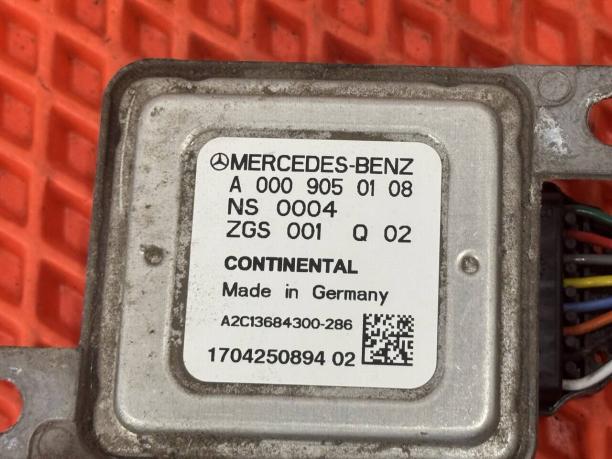 MERCEDES-BENZ
A 000 905 01 08
NS 0004
ZGS 001 Q 02
CONTINENTAL
Made in Germany
A2C13684300-286
1704250894 02